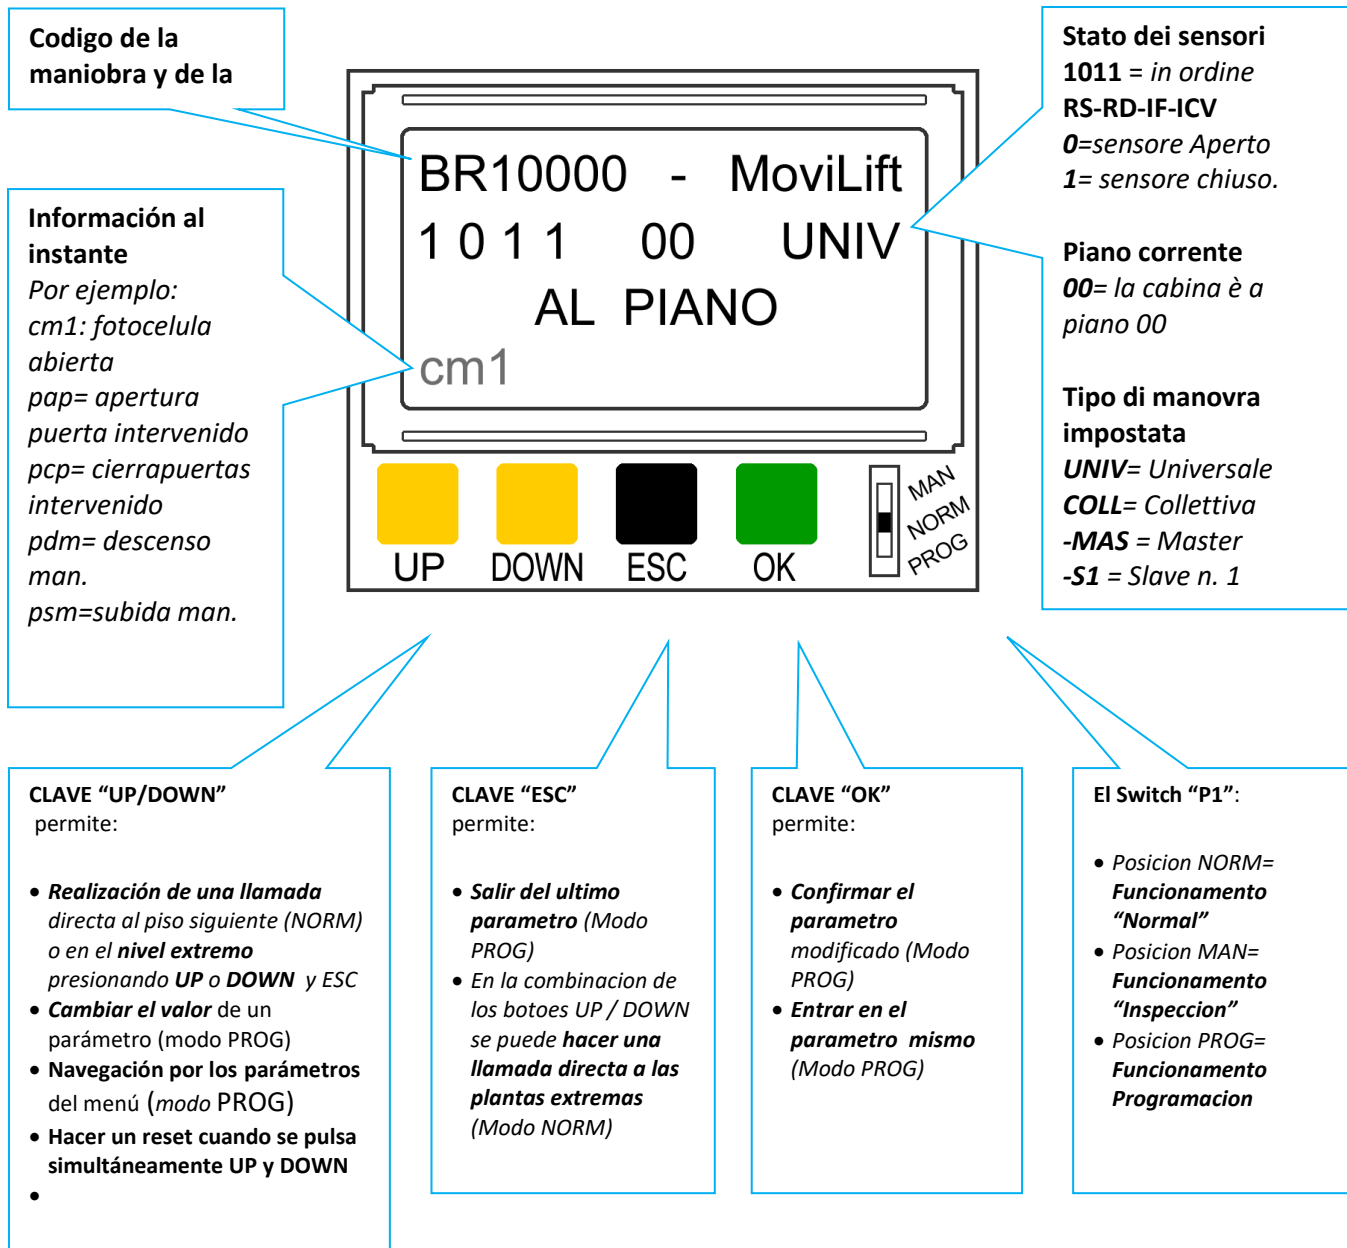 Codigo de la
maniobra y de la
Información al
instante
Por ejemplo:
cm1: fotocelula
abierta
pap= apertura
puerta intervenido
pcp= cierrapuertas
intervenido
pdm= descenso
man.
psm=subida man.
BR10000 - MoviLift
1 0 1 1 00 UNIV
AL PIANO
cm1
UP DOWN ESC OK
MAN
NORM
PROG
Stato dei sensori
1011 = in ordine
RS-RD-IF-ICV
0=sensore Aperto
1= sensore chiuso.
Piano corrente
00= la cabina è a
piano 00
Tipo di manovra
impostata
UNIV= Universale
COLL= Collettiva
-MAS = Master
-S1 = Slave n. 1
CLAVE “UP/DOWN”
permite:
• Realización de una llamada
directa al piso siguiente (NORM)
o en el nivel extremo
presionando UP o DOWN y ESC
• Cambiar el valor de un
parámetro (modo PROG)
• Navegación por los parámetros
del menú (modo PROG)
• Hacer un reset cuando se pulsa
simultáneamente UP y DOWN
•
CLAVE “ESC”
permite:
• Salir del ultimo
parametro (Modo
PROG)
• En la combinacion de
los botoes UP / DOWN
se puede hacer una
llamada directa a las
plantas extremas
(Modo NORM)
CLAVE “OK”
permite:
• Confirmar el
parametro
modificado (Modo
PROG)
• Entrar en el
parametro mismo
(Modo PROG)
El Switch “P1”:
• Posicion NORM=
Funcionamento
“Normal”
• Posicion MAN=
Funcionamento
“Inspeccion”
• Posicion PROG=
Funcionamento
Programacion